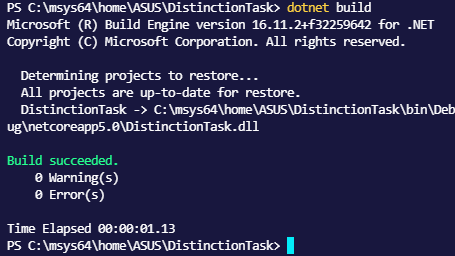 PS C:\msys64\home\ASUS\DistinctionTask> dotnet build
Microsoft (R) Build Engine version 16.11.2+f32259642 for .NET
Copyright (C) Microsoft Corporation. All rights reserved.
Determining projects to restore...
All projects are up-to-date for restore.
DistinctionTask -> C:\msys64\home\ASUS\DistinctionTask\bin\Deb
ug\netcoreapp5.0\DistinctionTask.dll
Build succeeded.
0 Warning(s)
0 Error(s)
Time Elapsed 00:00:01.13
PS C:\msys64\home\ASUS\DistinctionTask>